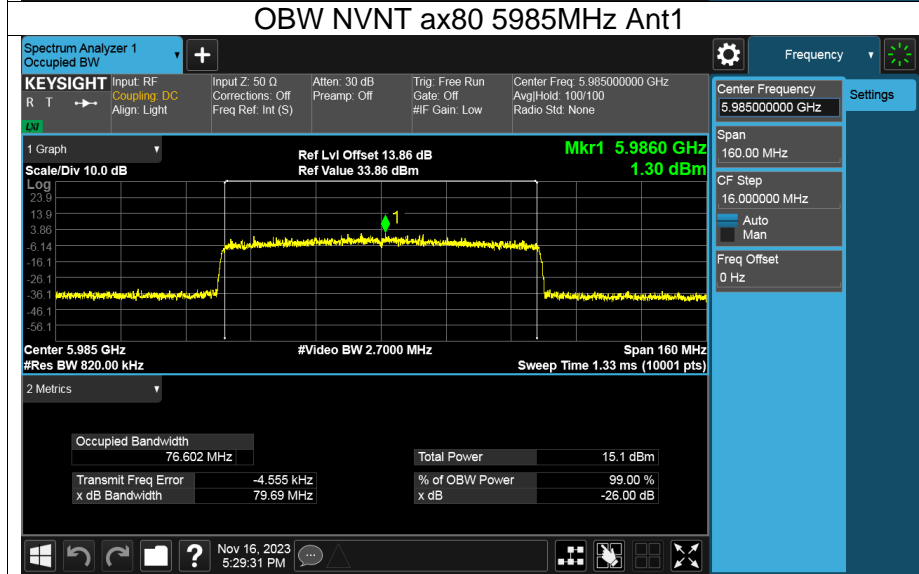 OBW NVNT ax80 5985MHz Ant1
Spectrum Analyzer 1
Occupied BW
+
Frequency
KEYSIGHT
R T
LXI
Input: RF
Coupling: DC
Align: Light
Input Z: 50 Ω
Corrections: Off
Freq Ref: Int (S)
Atten: 30 dB
Preamp: Off
Trig: Free Run
Gate: Off
#IF Gain: Low
Center Freq: 5.985000000 GHz
Avg|Hold: 100/100
Radio Std: None
Center Frequency
5.985000000 GHz
Settings
Span
160.00 MHz
CF Step
16.000000 MHz
Auto
Man
Freq Offset
0 Hz
1 Graph
Scale/Div 10.0 dB
Ref Lvl Offset 13.86 dB
Ref Value 33.86 dBm
Mkr1 5.9860 GHz
1.30 dBm
Log
23.9
13.9
3.86
-6.14
-16.1
-26.1
-36.1
-46.1
-56.1
1
Center 5.985 GHz
#Res BW 820.00 kHz
#Video BW 2.7000 MHz
Span 160 MHz
Sweep Time 1.33 ms (10001 pts)
2 Metrics
Occupied Bandwidth
76.602 MHz
Transmit Freq Error -4.555 kHz
x dB Bandwidth 79.69 MHz
Total Power 15.1 dBm
% of OBW Power 99.00 %
x dB -26.00 dB
?
Nov 16, 2023
5:29:31 PM